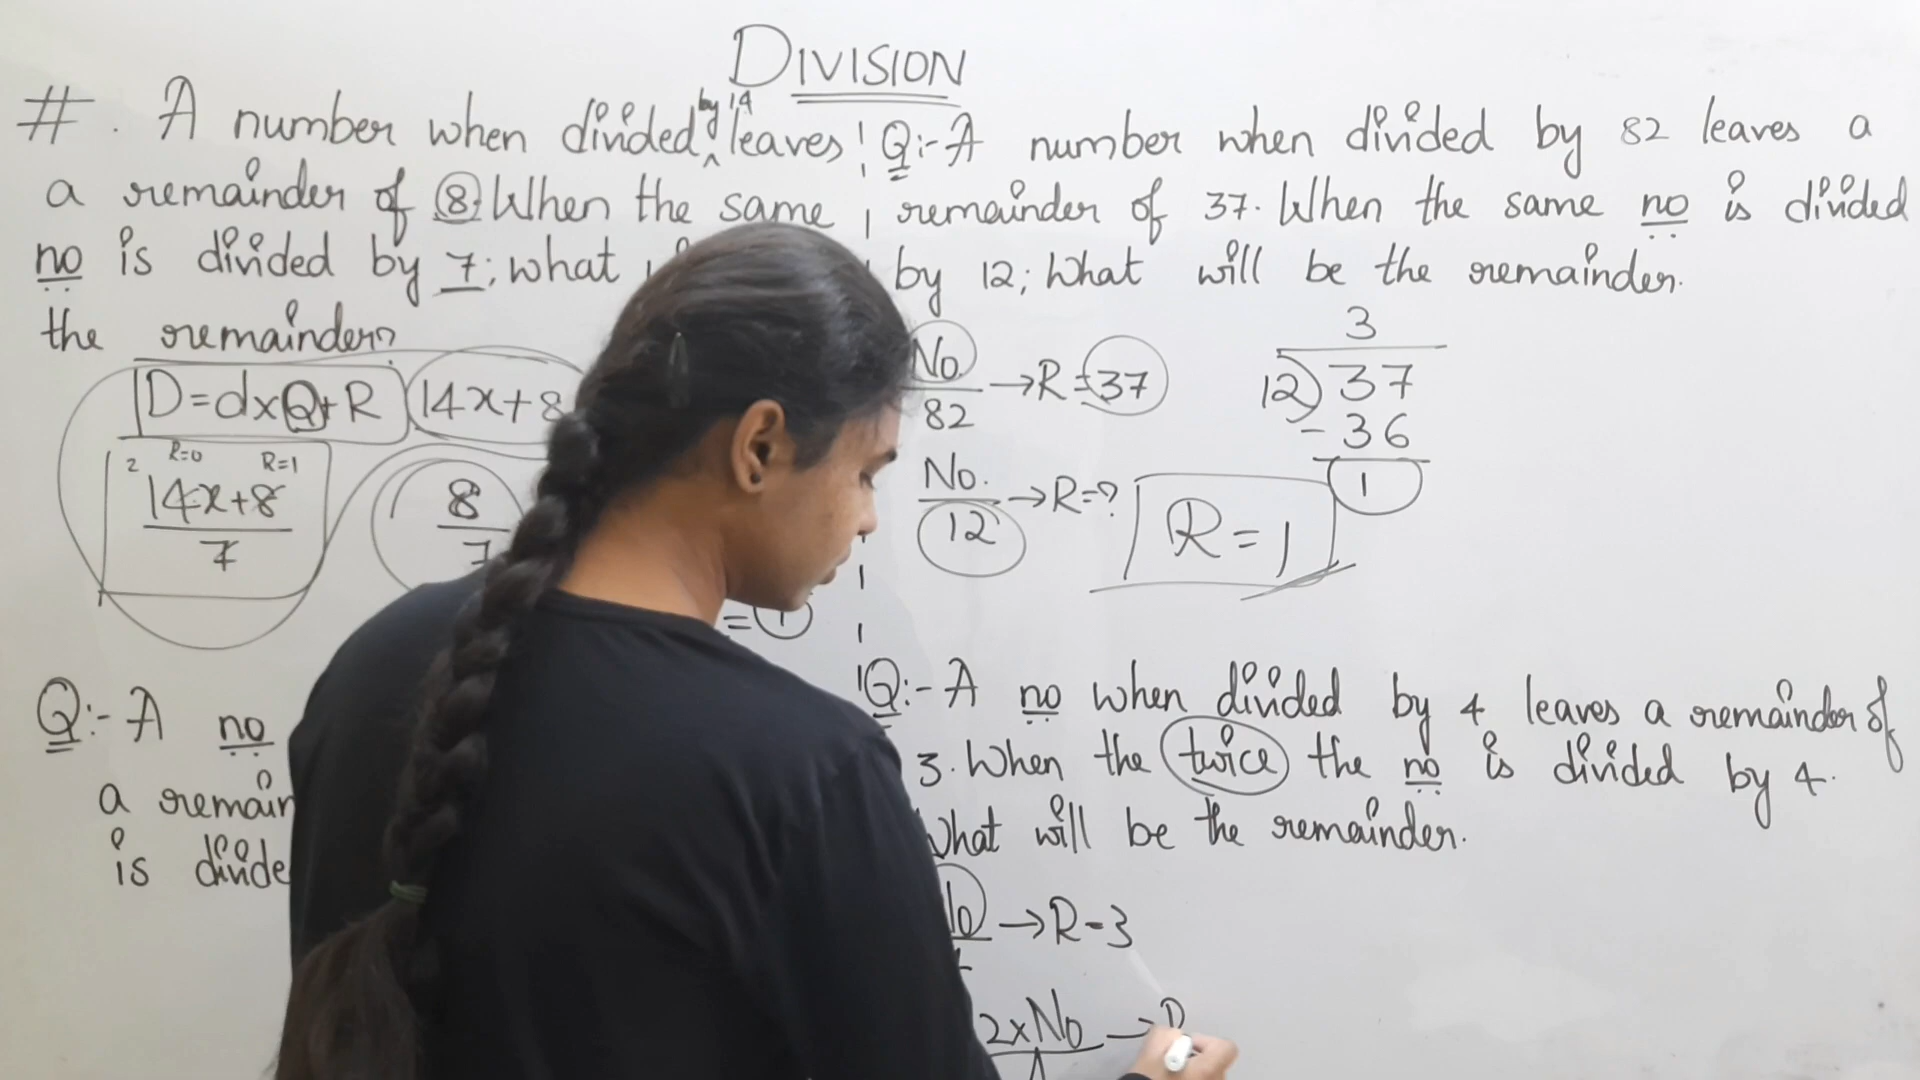 DIVISION
#. A number when divided by 14 leaves
a remainder of 8. When the same
no is divided by 7; what
the remainder?
D=d×Q+R 14x+8
2 R=0 R=1
14x+8
7
8
7
=1
Q:- A number when divided by 82 leaves a
remainder of 37. When the same no is divided
by 12; What will be the remainder.
No. → R=37
82
No. → R=?
12
R=1
3
12)37
-36
1
Q:- A no
a remain
is divide
Q:- A no when divided by 4 leaves a remainder of
3. When the twice the no is divided by 4.
What will be the remainder.
No → R-3
2×No → R